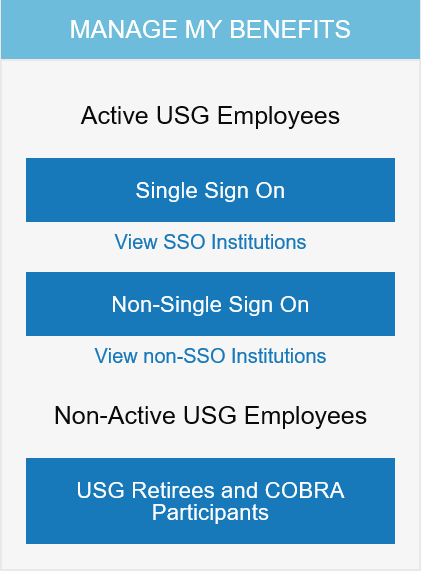 MANAGE MY BENEFITS
Active USG Employees
Single Sign On
View SSO Institutions
Non-Single Sign On
View non-SSO Institutions
Non-Active USG Employees
USG Retirees and COBRA
Participants